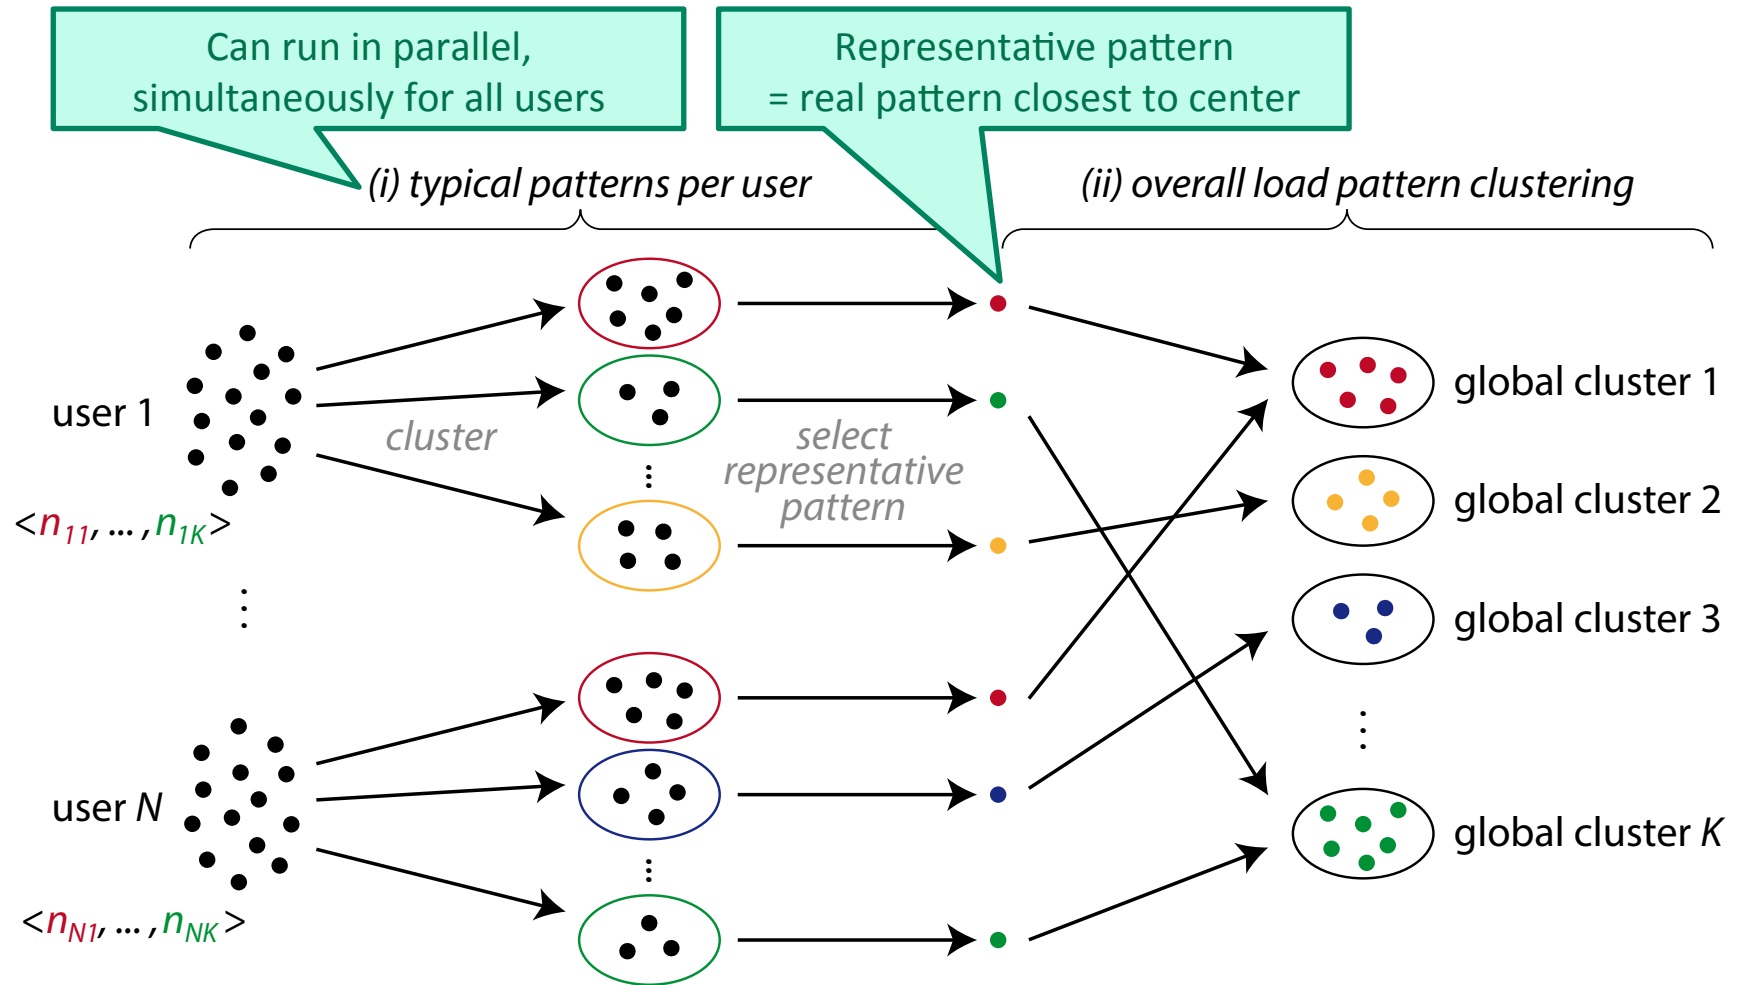 Can run in parallel,
simultaneously for all users
Representative pattern
= real pattern closest to center
(i) typical patterns per user
(ii) overall load pattern clustering
user 1
<n11, ... , n1K>
cluster
select
representative
pattern
global cluster 1
global cluster 2
global cluster 3
user N
<nN1, ... , nNK>
global cluster K